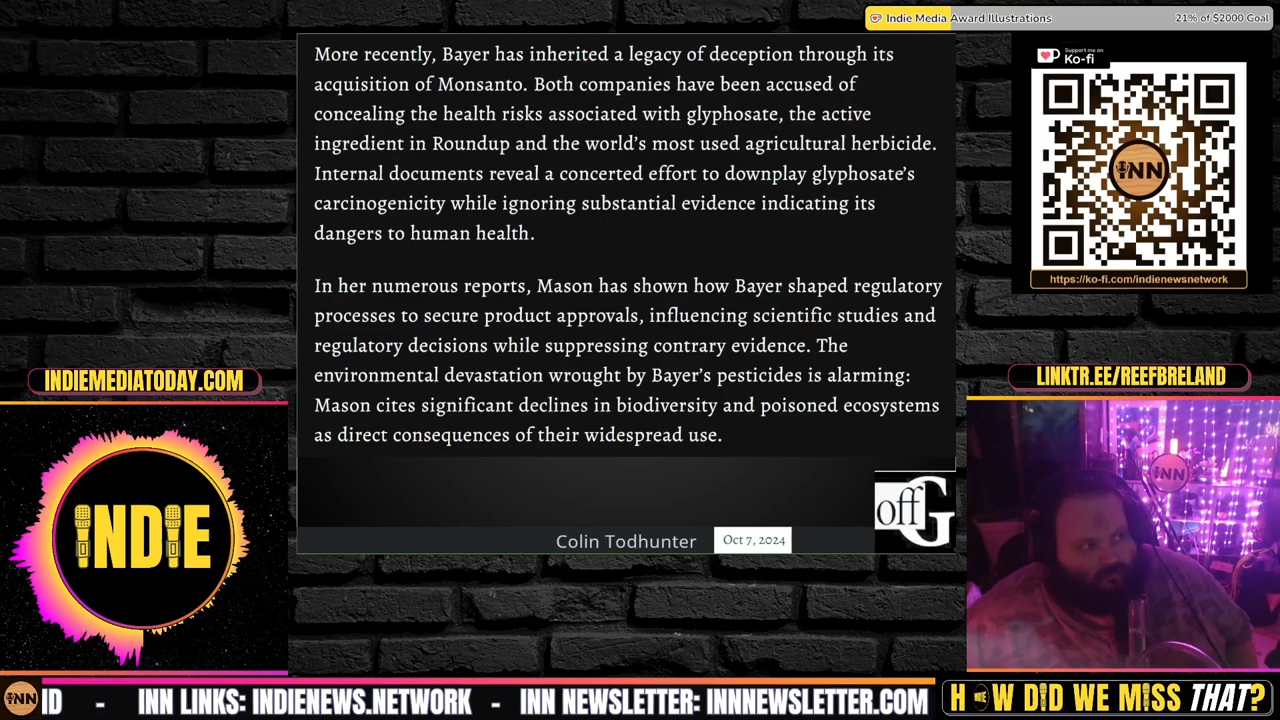 Indie Media Award Illustrations
21% of $2000 Goal
More recently, Bayer has inherited a legacy of deception through its
acquisition of Monsanto. Both companies have been accused of
concealing the health risks associated with glyphosate, the active
ingredient in Roundup and the world's most used agricultural herbicide.
Internal documents reveal a concerted effort to downplay glyphosate's
carcinogenicity while ignoring substantial evidence indicating its
dangers to human health.
In her numerous reports, Mason has shown how Bayer shaped regulatory
processes to secure product approvals, influencing scientific studies and
regulatory decisions while suppressing contrary evidence. The
environmental devastation wrought by Bayer's pesticides is alarming:
Mason cites significant declines in biodiversity and poisoned ecosystems
as direct consequences of their widespread use.
offG
Colin Todhunter
Oct 7, 2024
Support me on
Ko-fi
INN
https://ko-fi.com/indienewsnetwork
INDIEMEDIATODAY.COM
LINKTR.EE/REEFBRELAND
INDIE
INN
INN
ID - INN LINKS: INDIENEWS.NETWORK - INN NEWSLETTER: INNNEWSLETTER.COM
HOW DID WE MISS THAT?